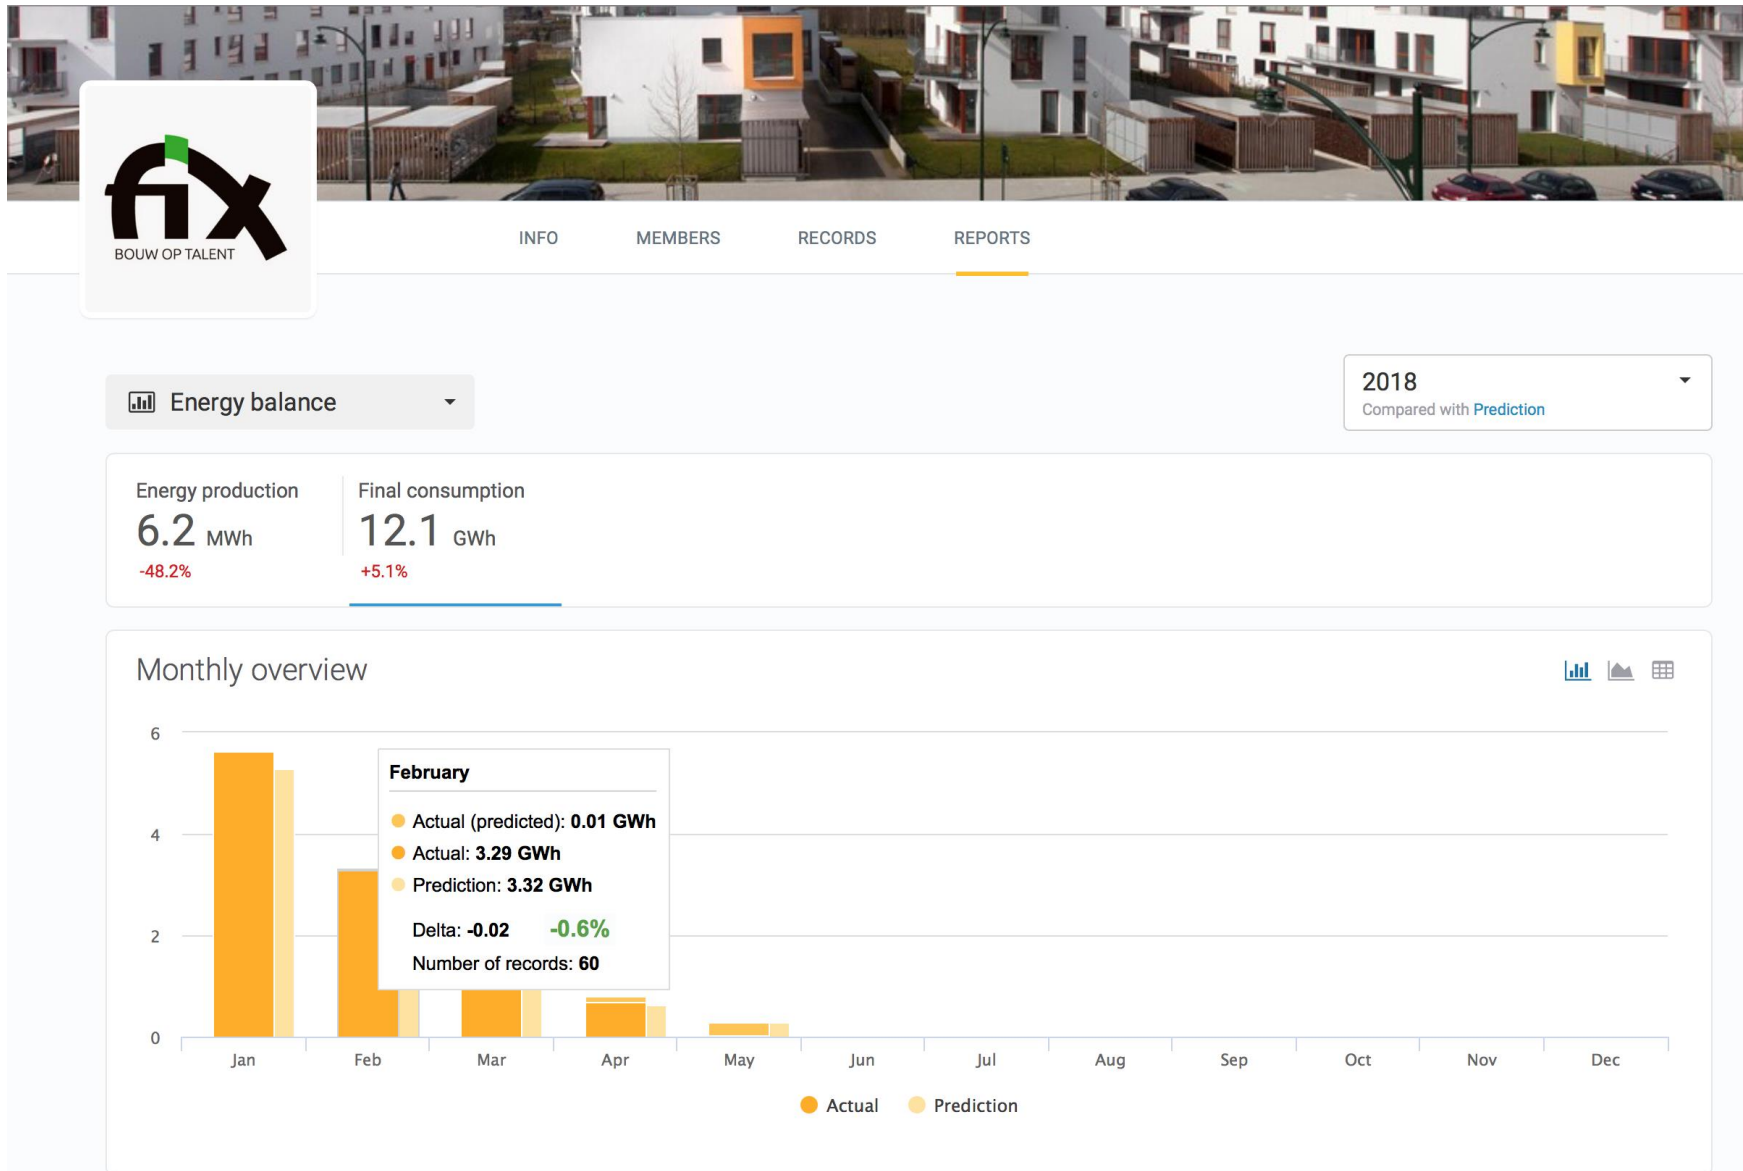 fix
BOUW OP TALENT
INFO MEMBERS RECORDS REPORTS
Energy balance
2018
Compared with Prediction
Energy production
6.2 MWh
-48.2%
Final consumption
12.1 GWh
+5.1%
Monthly overview
6
4
2
0
February
Actual (predicted): 0.01 GWh
Actual: 3.29 GWh
Prediction: 3.32 GWh
Delta: -0.02 -0.6%
Number of records: 60
Jan Feb Mar Apr May Jun Jul Aug Sep Oct Nov Dec
Actual Prediction